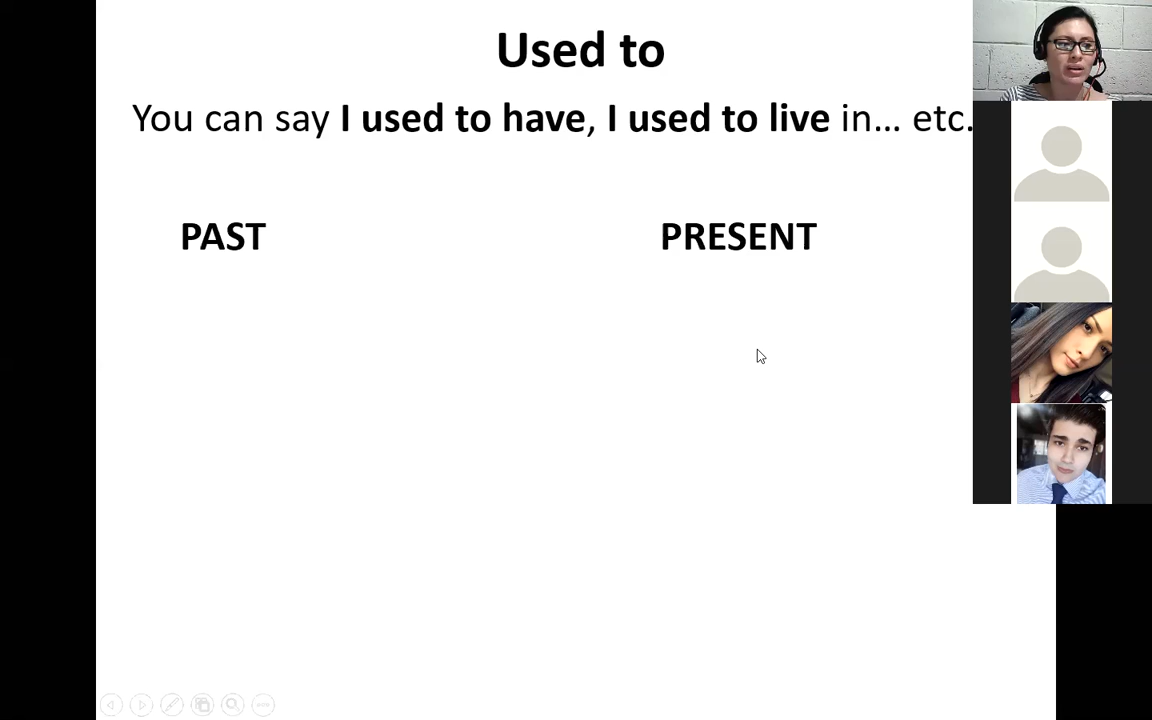 Used to
You can say I used to have, I used to live in... etc.
PAST
PRESENT